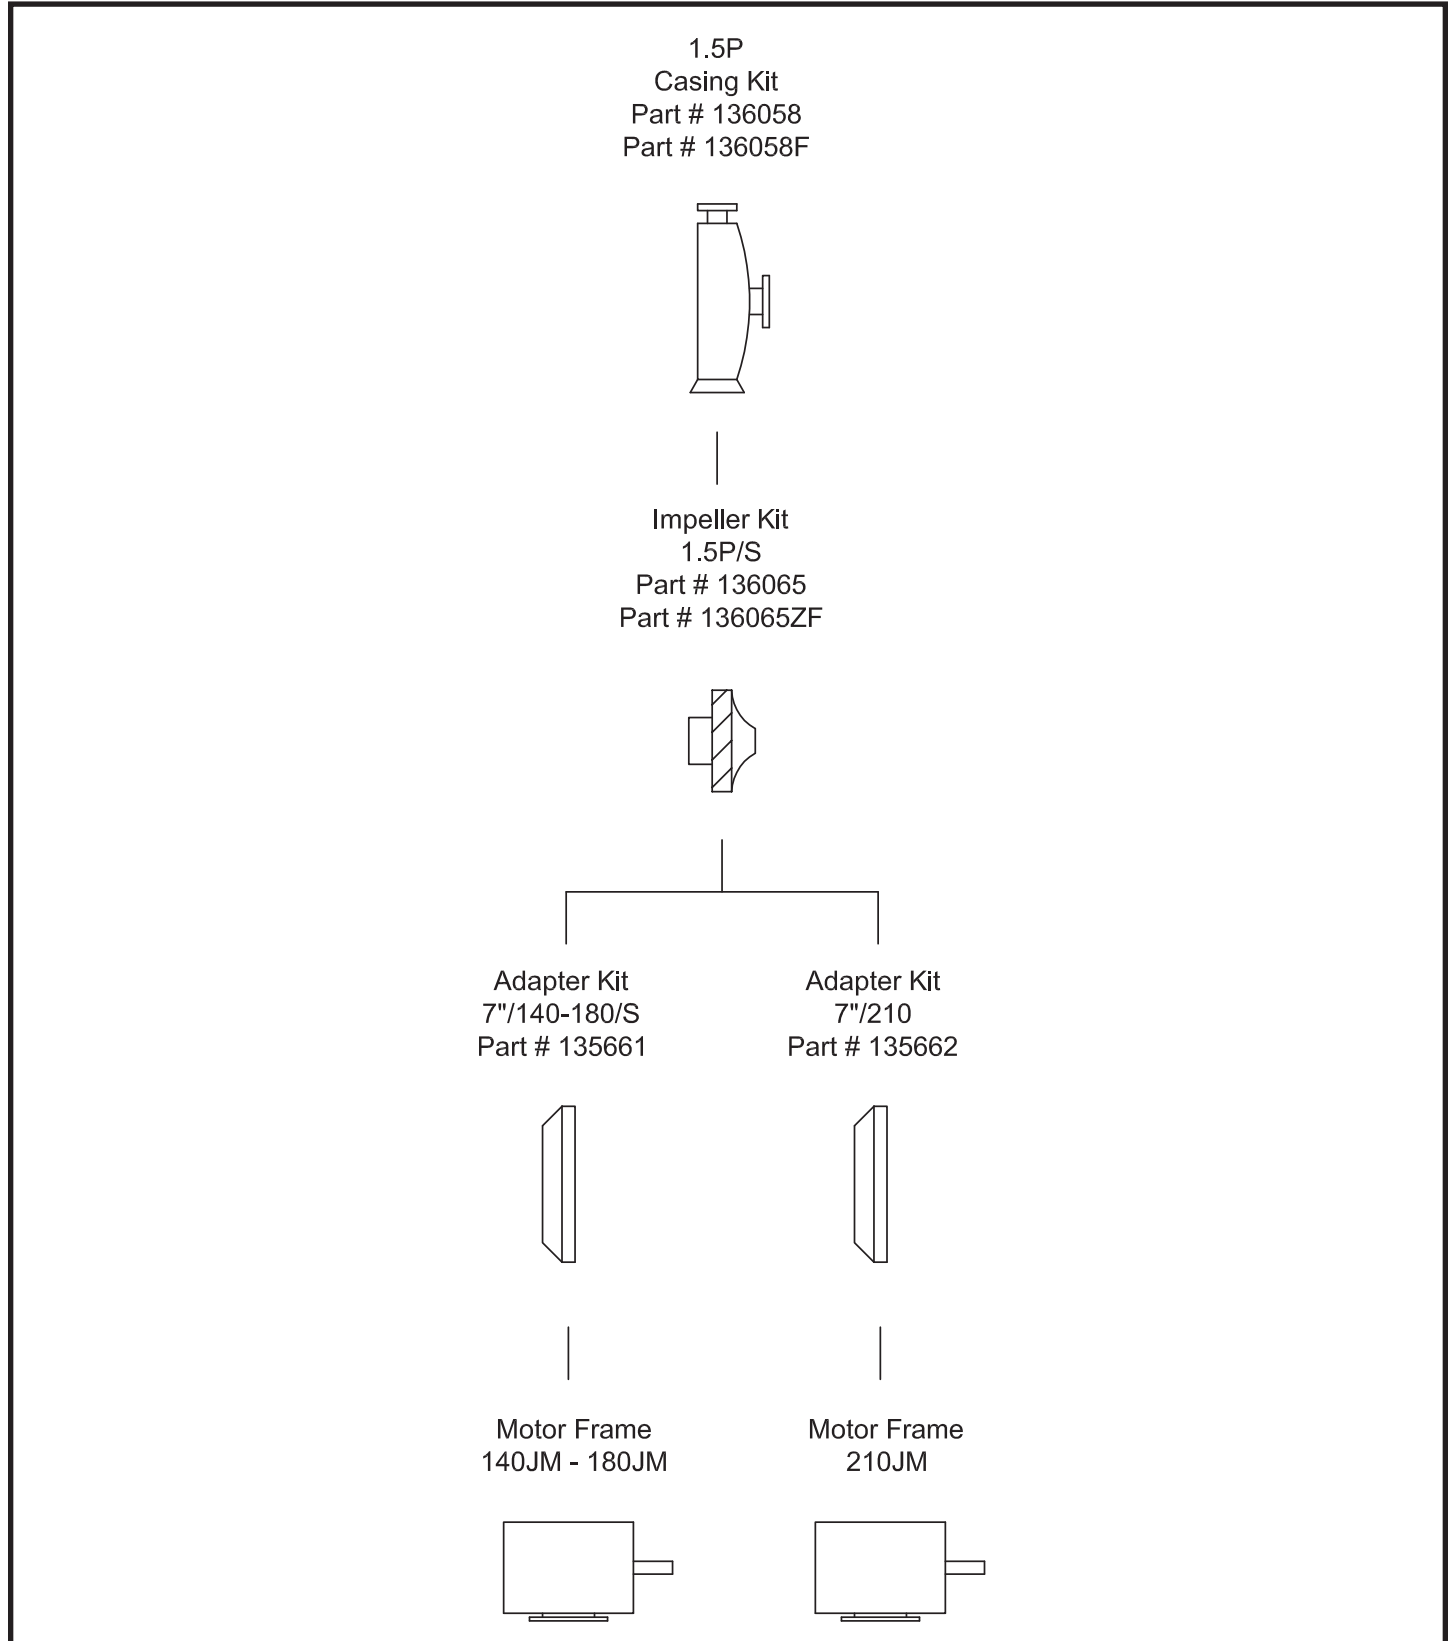 1.5P
Casing Kit
Part # 136058
Part # 136058F
Impeller Kit
1.5P/S
Part # 136065
Part # 136065ZF
Adapter Kit
7"/140-180/S
Part # 135661
Adapter Kit
7"/210
Part # 135662
Motor Frame
140JM - 180JM
Motor Frame
210JM